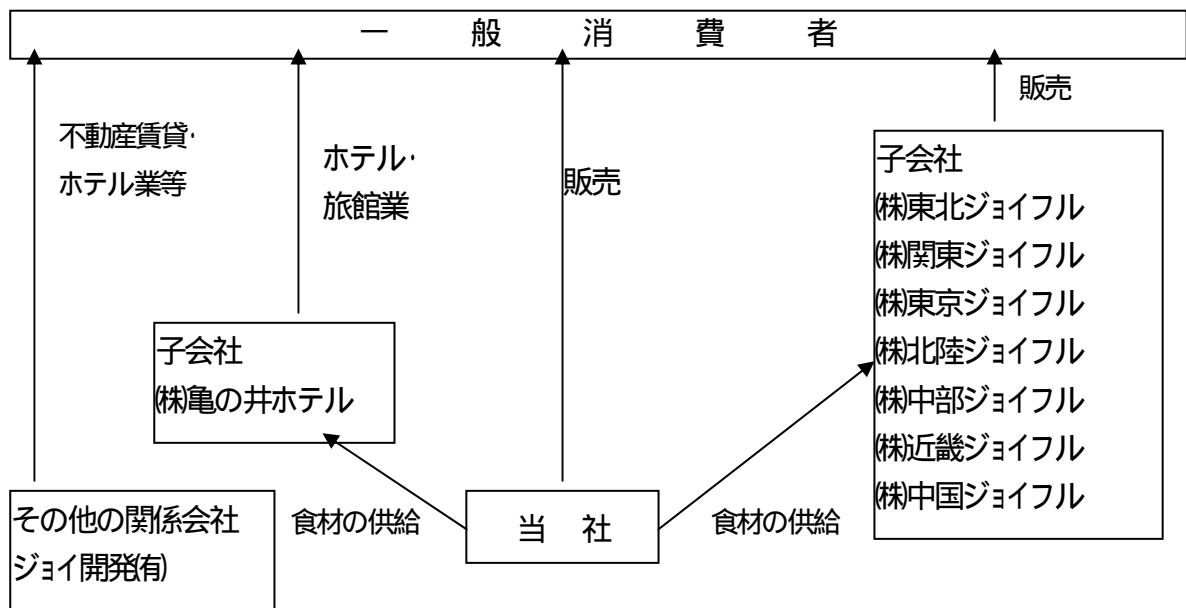 一般消費者
販売
不動産賃貸･
ホテル業等
ホテル･
旅館業
販売
子会社
㈱東北ジョイフル
㈱関東ジョイフル
㈱東京ジョイフル
㈱北陸ジョイフル
㈱中部ジョイフル
㈱近畿ジョイフル
㈱中国ジョイフル
子会社
㈱亀の井ホテル
その他の関係会社
ジョイ開発㈲
食材の供給
当 社
食材の供給